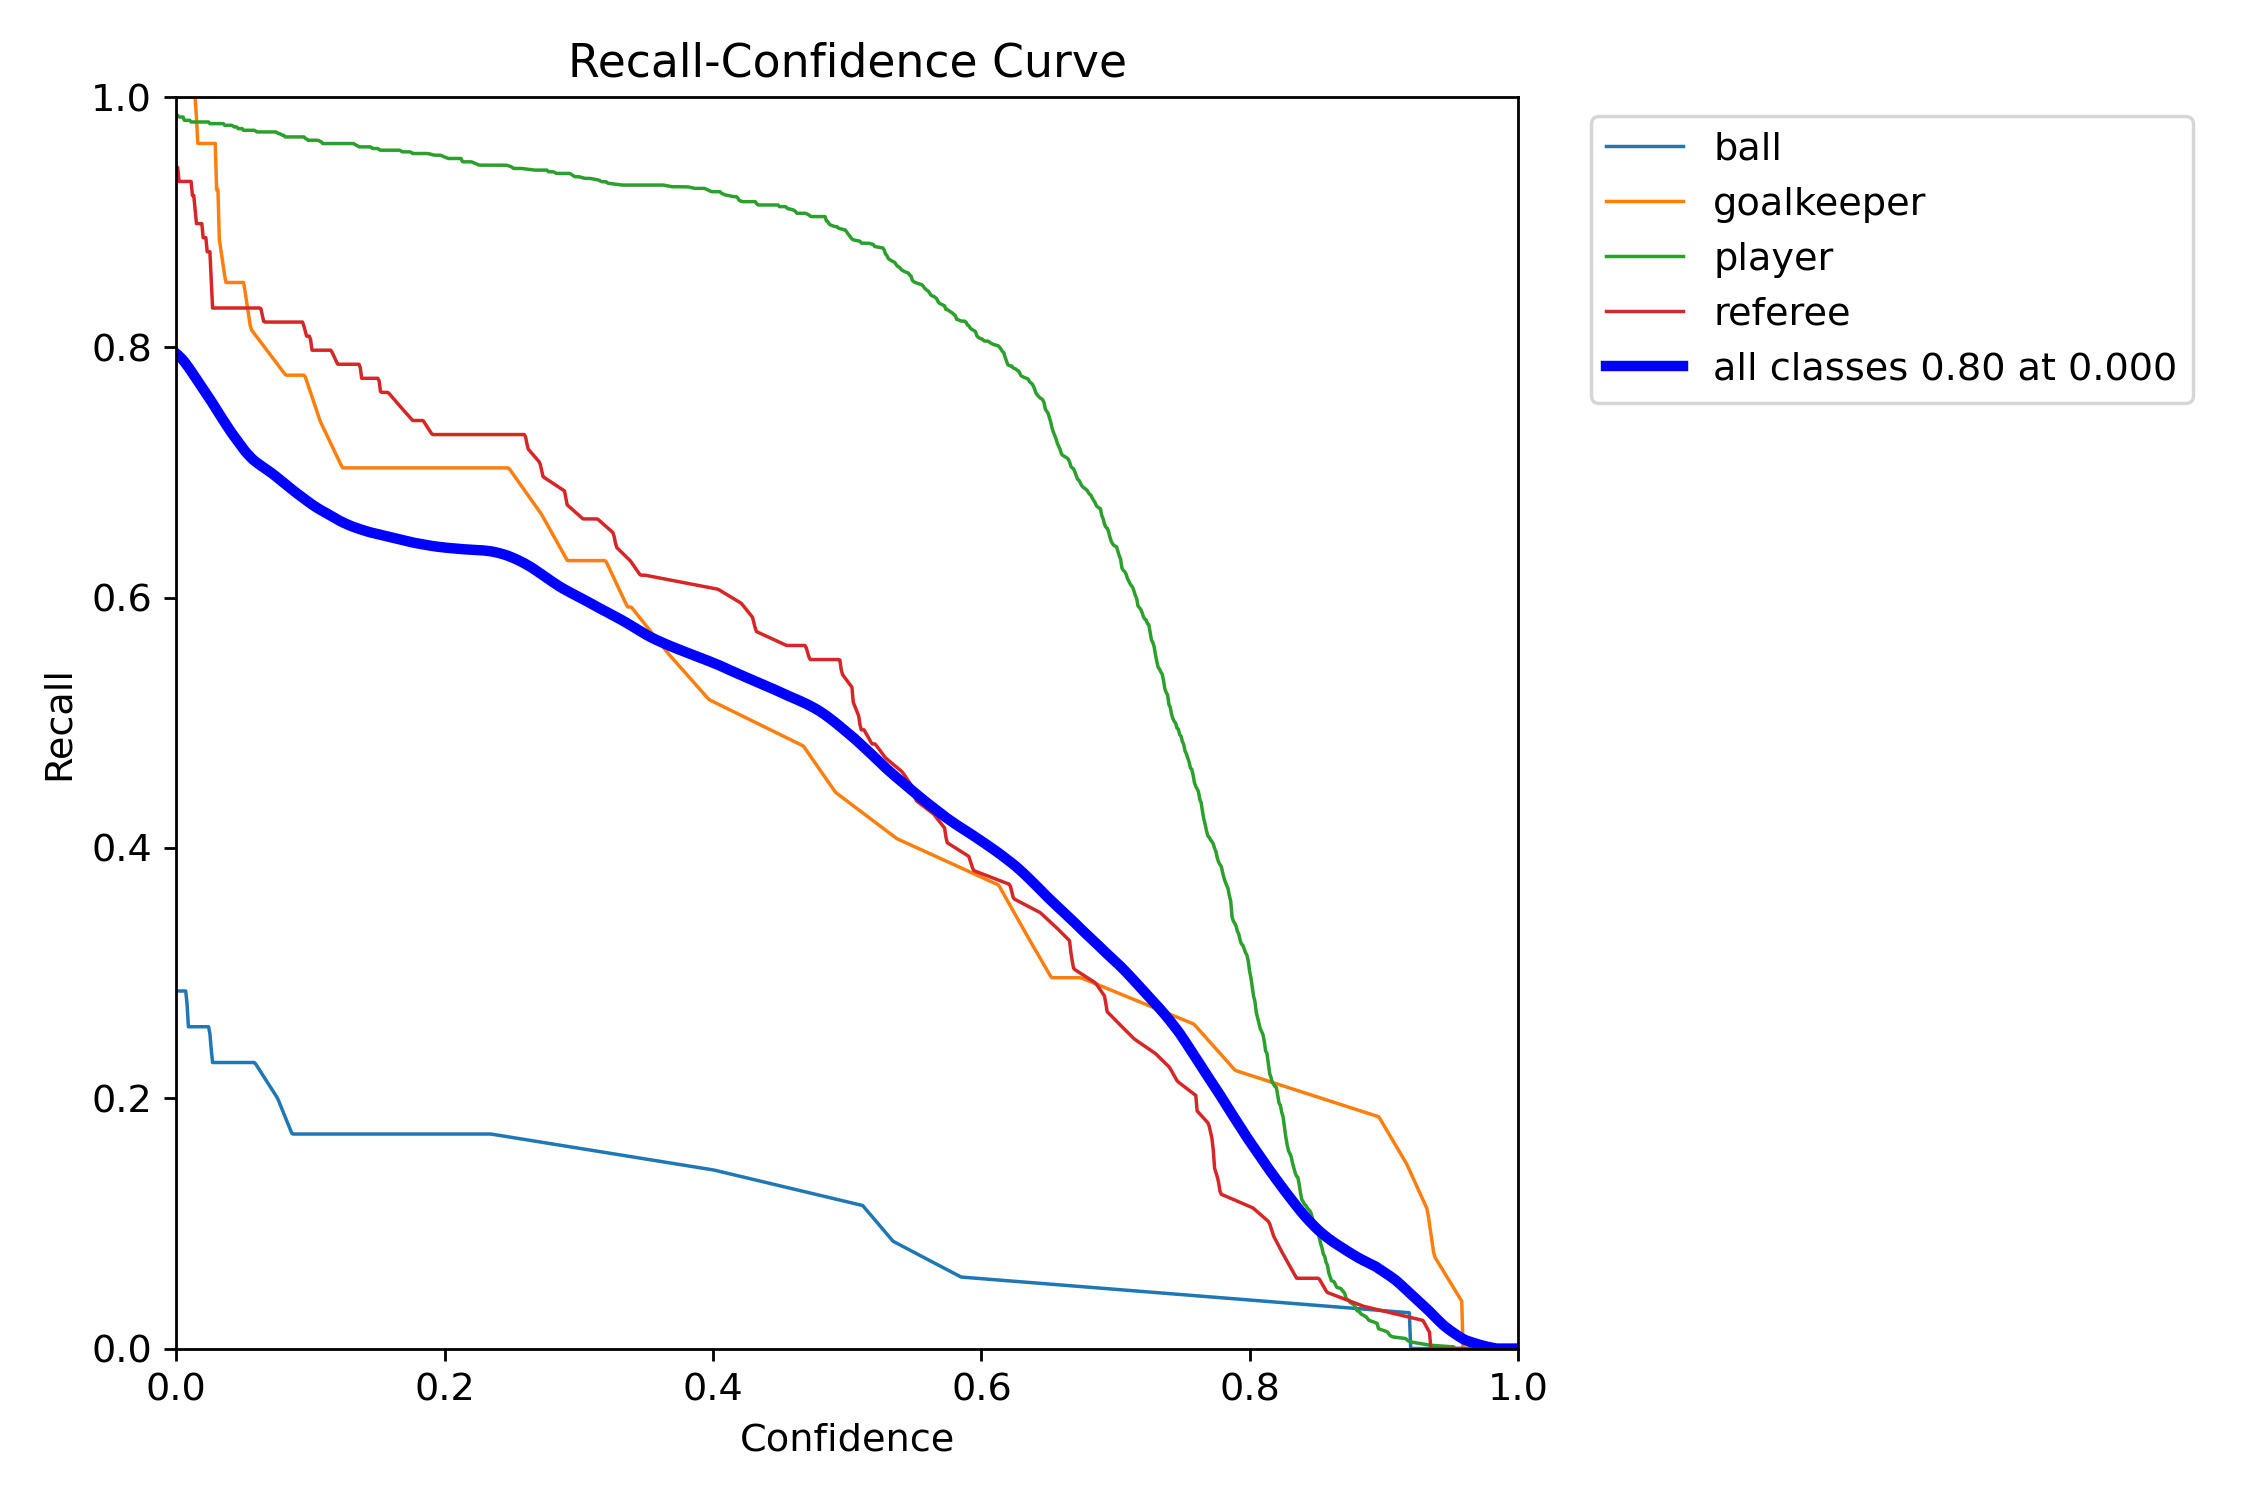 Recall-Confidence Curve
1.0
0.8
0.6
0.4
0.2
0.0
Recall
0.0 0.2 0.4 0.6 0.8 1.0
Confidence
ball
goalkeeper
player
referee
all classes 0.80 at 0.000